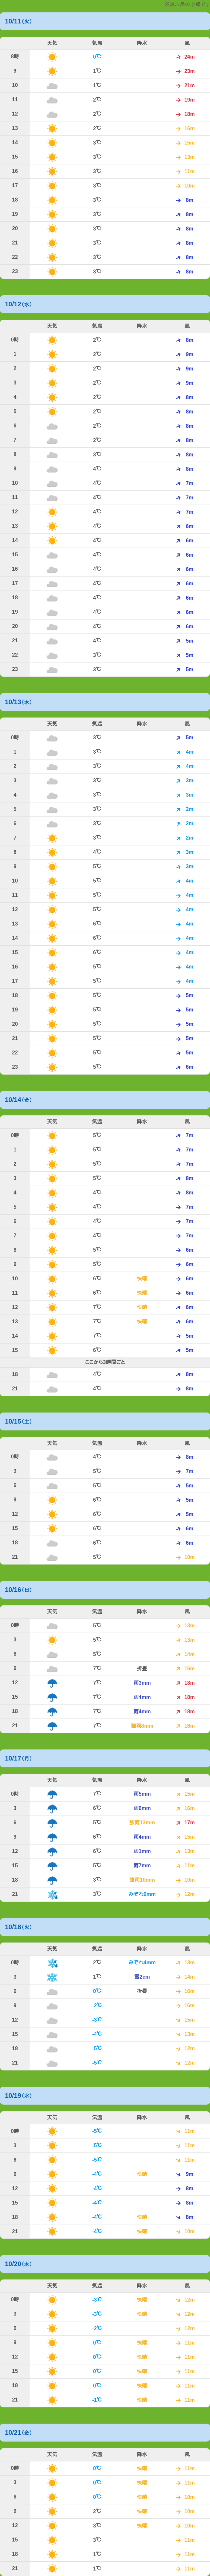 10/11(火)
天気 気温 降水 風
8時 0℃ 24m
9 1℃ 23m
10 1℃ 21m
11 2℃ 19m
12 2℃ 18m
13 2℃ 16m
14 3℃ 15m
15 3℃ 13m
16 3℃ 11m
17 3℃ 10m
18 3℃ 8m
19 3℃ 8m
20 3℃ 8m
21 3℃ 8m
22 3℃ 8m
23 3℃ 8m
10/12(水)
天気 気温 降水 風
0時 2℃ 8m
1 2℃ 9m
2 2℃ 9m
3 2℃ 9m
4 2℃ 8m
5 2℃ 8m
6 2℃ 8m
7 2℃ 8m
8 3℃ 8m
9 4℃ 8m
10 4℃ 7m
11 4℃ 7m
12 4℃ 7m
13 4℃ 6m
14 4℃ 6m
15 4℃ 6m
16 4℃ 6m
17 4℃ 6m
18 4℃ 6m
19 4℃ 6m
20 4℃ 6m
21 4℃ 5m
22 3℃ 5m
23 3℃ 5m
10/13(木)
天気 気温 降水 風
0時 3℃ 5m
1 3℃ 4m
2 3℃ 4m
3 3℃ 3m
4 3℃ 3m
5 3℃ 2m
6 3℃ 2m
7 3℃ 2m
8 4℃ 3m
9 5℃ 3m
10 5℃ 4m
11 5℃ 4m
12 5℃ 4m
13 6℃ 4m
14 6℃ 4m
15 6℃ 4m
16 5℃ 4m
17 5℃ 4m
18 5℃ 5m
19 5℃ 5m
20 5℃ 5m
21 5℃ 5m
22 5℃ 5m
23 5℃ 6m
10/14(金)
天気 気温 降水 風
0時 5℃ 7m
1 5℃ 7m
2 5℃ 7m
3 5℃ 8m
4 4℃ 8m
5 4℃ 7m
6 4℃ 7m
7 4℃ 7m
8 5℃ 6m
9 5℃ 6m
10 6℃ 快晴 6m
11 6℃ 快晴 6m
12 7℃ 快晴 6m
13 7℃ 快晴 6m
14 7℃ 5m
15 6℃ 5m
ここから3時間ごと
18 4℃ 8m
21 4℃ 8m
10/15(土)
天気 気温 降水 風
0時 4℃ 8m
3 5℃ 7m
6 5℃ 5m
9 6℃ 5m
12 6℃ 5m
15 6℃ 6m
18 6℃ 6m
21 5℃ 10m
10/16(日)
天気 気温 降水 風
0時 5℃ 13m
3 5℃ 13m
6 5℃ 14m
9 7℃ 折畳 16m
12 7℃ 雨3mm 18m
15 7℃ 雨4mm 18m
18 7℃ 雨4mm 18m
21 7℃ 強雨8mm 16m
10/17(月)
天気 気温 降水 風
0時 7℃ 雨5mm 15m
3 6℃ 雨6mm 16m
6 5℃ 強雨13mm 17m
9 6℃ 雨4mm 15m
12 6℃ 雨1mm 13m
15 5℃ 雨7mm 11m
18 3℃ 強雨10mm 10m
21 3℃ みぞれ6mm 12m
10/18(火)
天気 気温 降水 風
0時 2℃ みぞれ4mm 13m
3 1℃ 雪2cm 14m
6 0℃ 折畳 16m
9 -2℃ 16m
12 -3℃ 15m
15 -4℃ 13m
18 -5℃ 12m
21 -5℃ 12m
10/19(水)
天気 気温 降水 風
0時 -5℃ 11m
3 -5℃ 11m
6 -5℃ 11m
9 -4℃ 快晴 9m
12 -4℃ 8m
15 -4℃ 8m
18 -4℃ 快晴 8m
21 -4℃ 快晴 10m
10/20(木)
天気 気温 降水 風
0時 -3℃ 快晴 12m
3 -3℃ 快晴 12m
6 -2℃ 12m
9 0℃ 快晴 11m
12 0℃ 快晴 11m
15 0℃ 快晴 11m
18 0℃ 快晴 11m
21 -1℃ 快晴 11m
10/21(金)
天気 気温 降水 風
0時 0℃ 快晴 11m
3 0℃ 快晴 11m
6 0℃ 快晴 10m
9 2℃ 快晴 10m
12 3℃ 快晴 10m
15 3℃ 11m
18 1℃ 11m
21 1℃ 11m